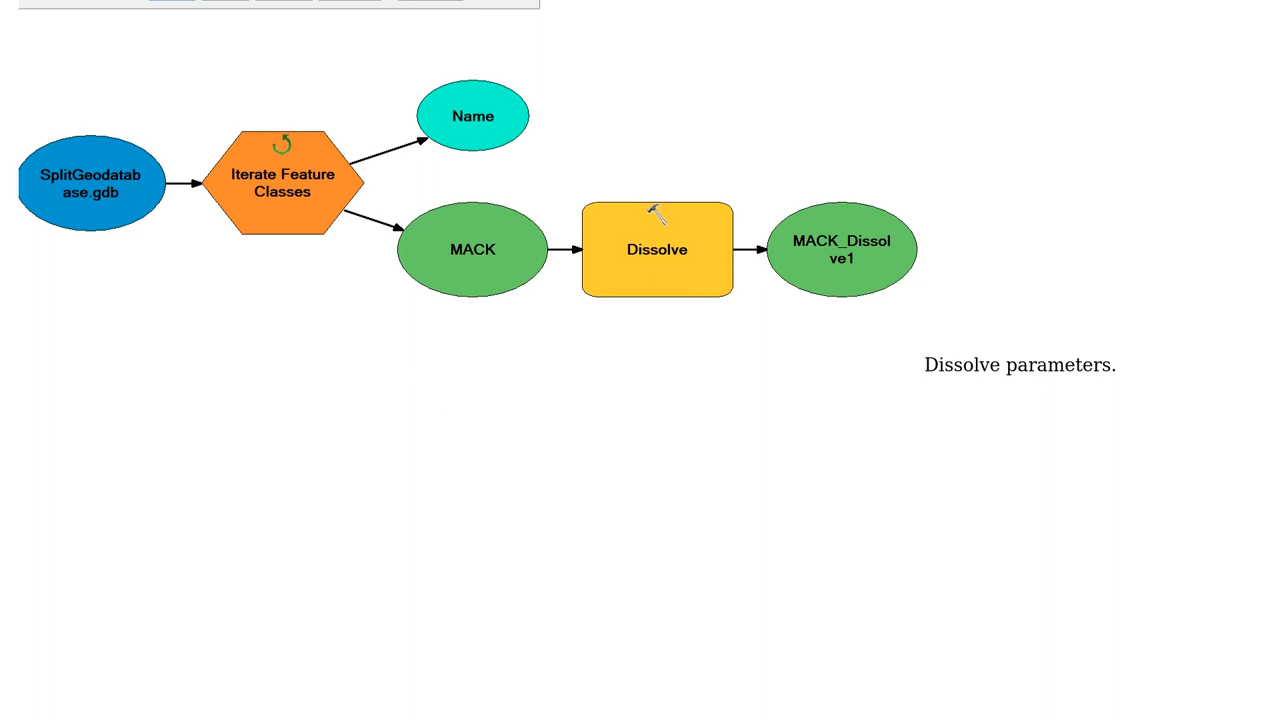 Name
SplitGeodatab
ase.gdb
Iterate Feature
Classes
MACK
Dissolve
MACK_Dissol
ve1
Dissolve parameters.